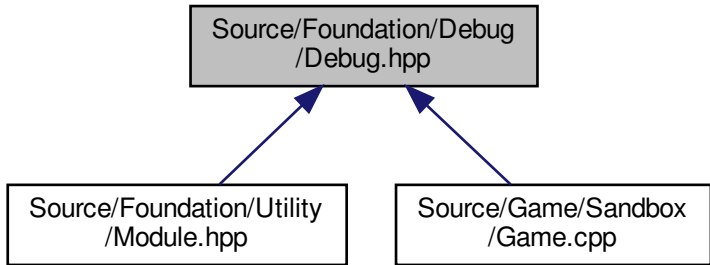 Source/Foundation/Debug
/Debug.hpp
Source/Foundation/Utility
/Module.hpp
Source/Game/Sandbox
/Game.cpp